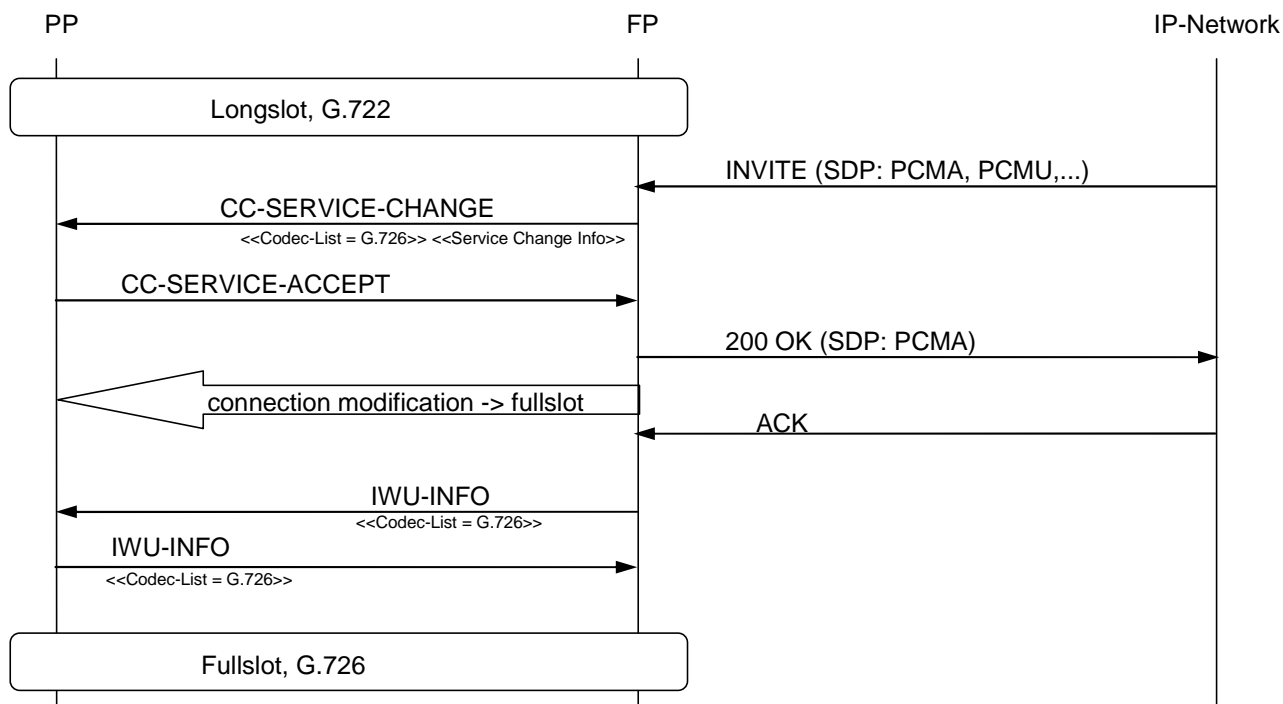 PP
FP
IP-Network
Longslot, G.722
INVITE (SDP: PCMA, PCMU,...)
CC-SERVICE-CHANGE
<<Codec-List = G.726>> <<Service Change Info>>
CC-SERVICE-ACCEPT
200 OK (SDP: PCMA)
connection modification -> fullslot
ACK
IWU-INFO
<<Codec-List = G.726>>
IWU-INFO
<<Codec-List = G.726>>
Fullslot, G.726